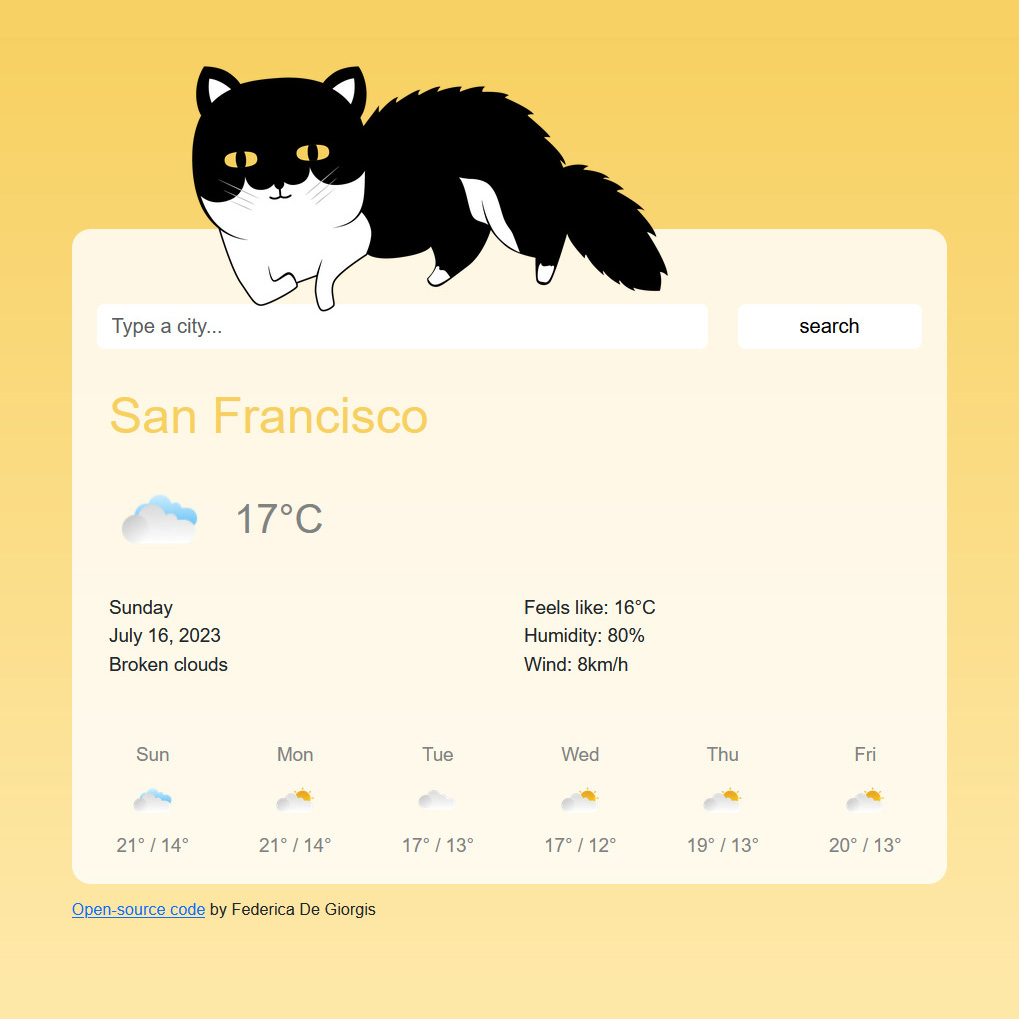 Type a city...
search
San Francisco
17°C
Sunday
July 16, 2023
Broken clouds
Feels like: 16°C
Humidity: 80%
Wind: 8km/h
Sun Mon Tue Wed Thu Fri
21° / 14° 21° / 14° 17° / 13° 17° / 12° 19° / 13° 20° / 13°
Open-source code by Federica De Giorgis